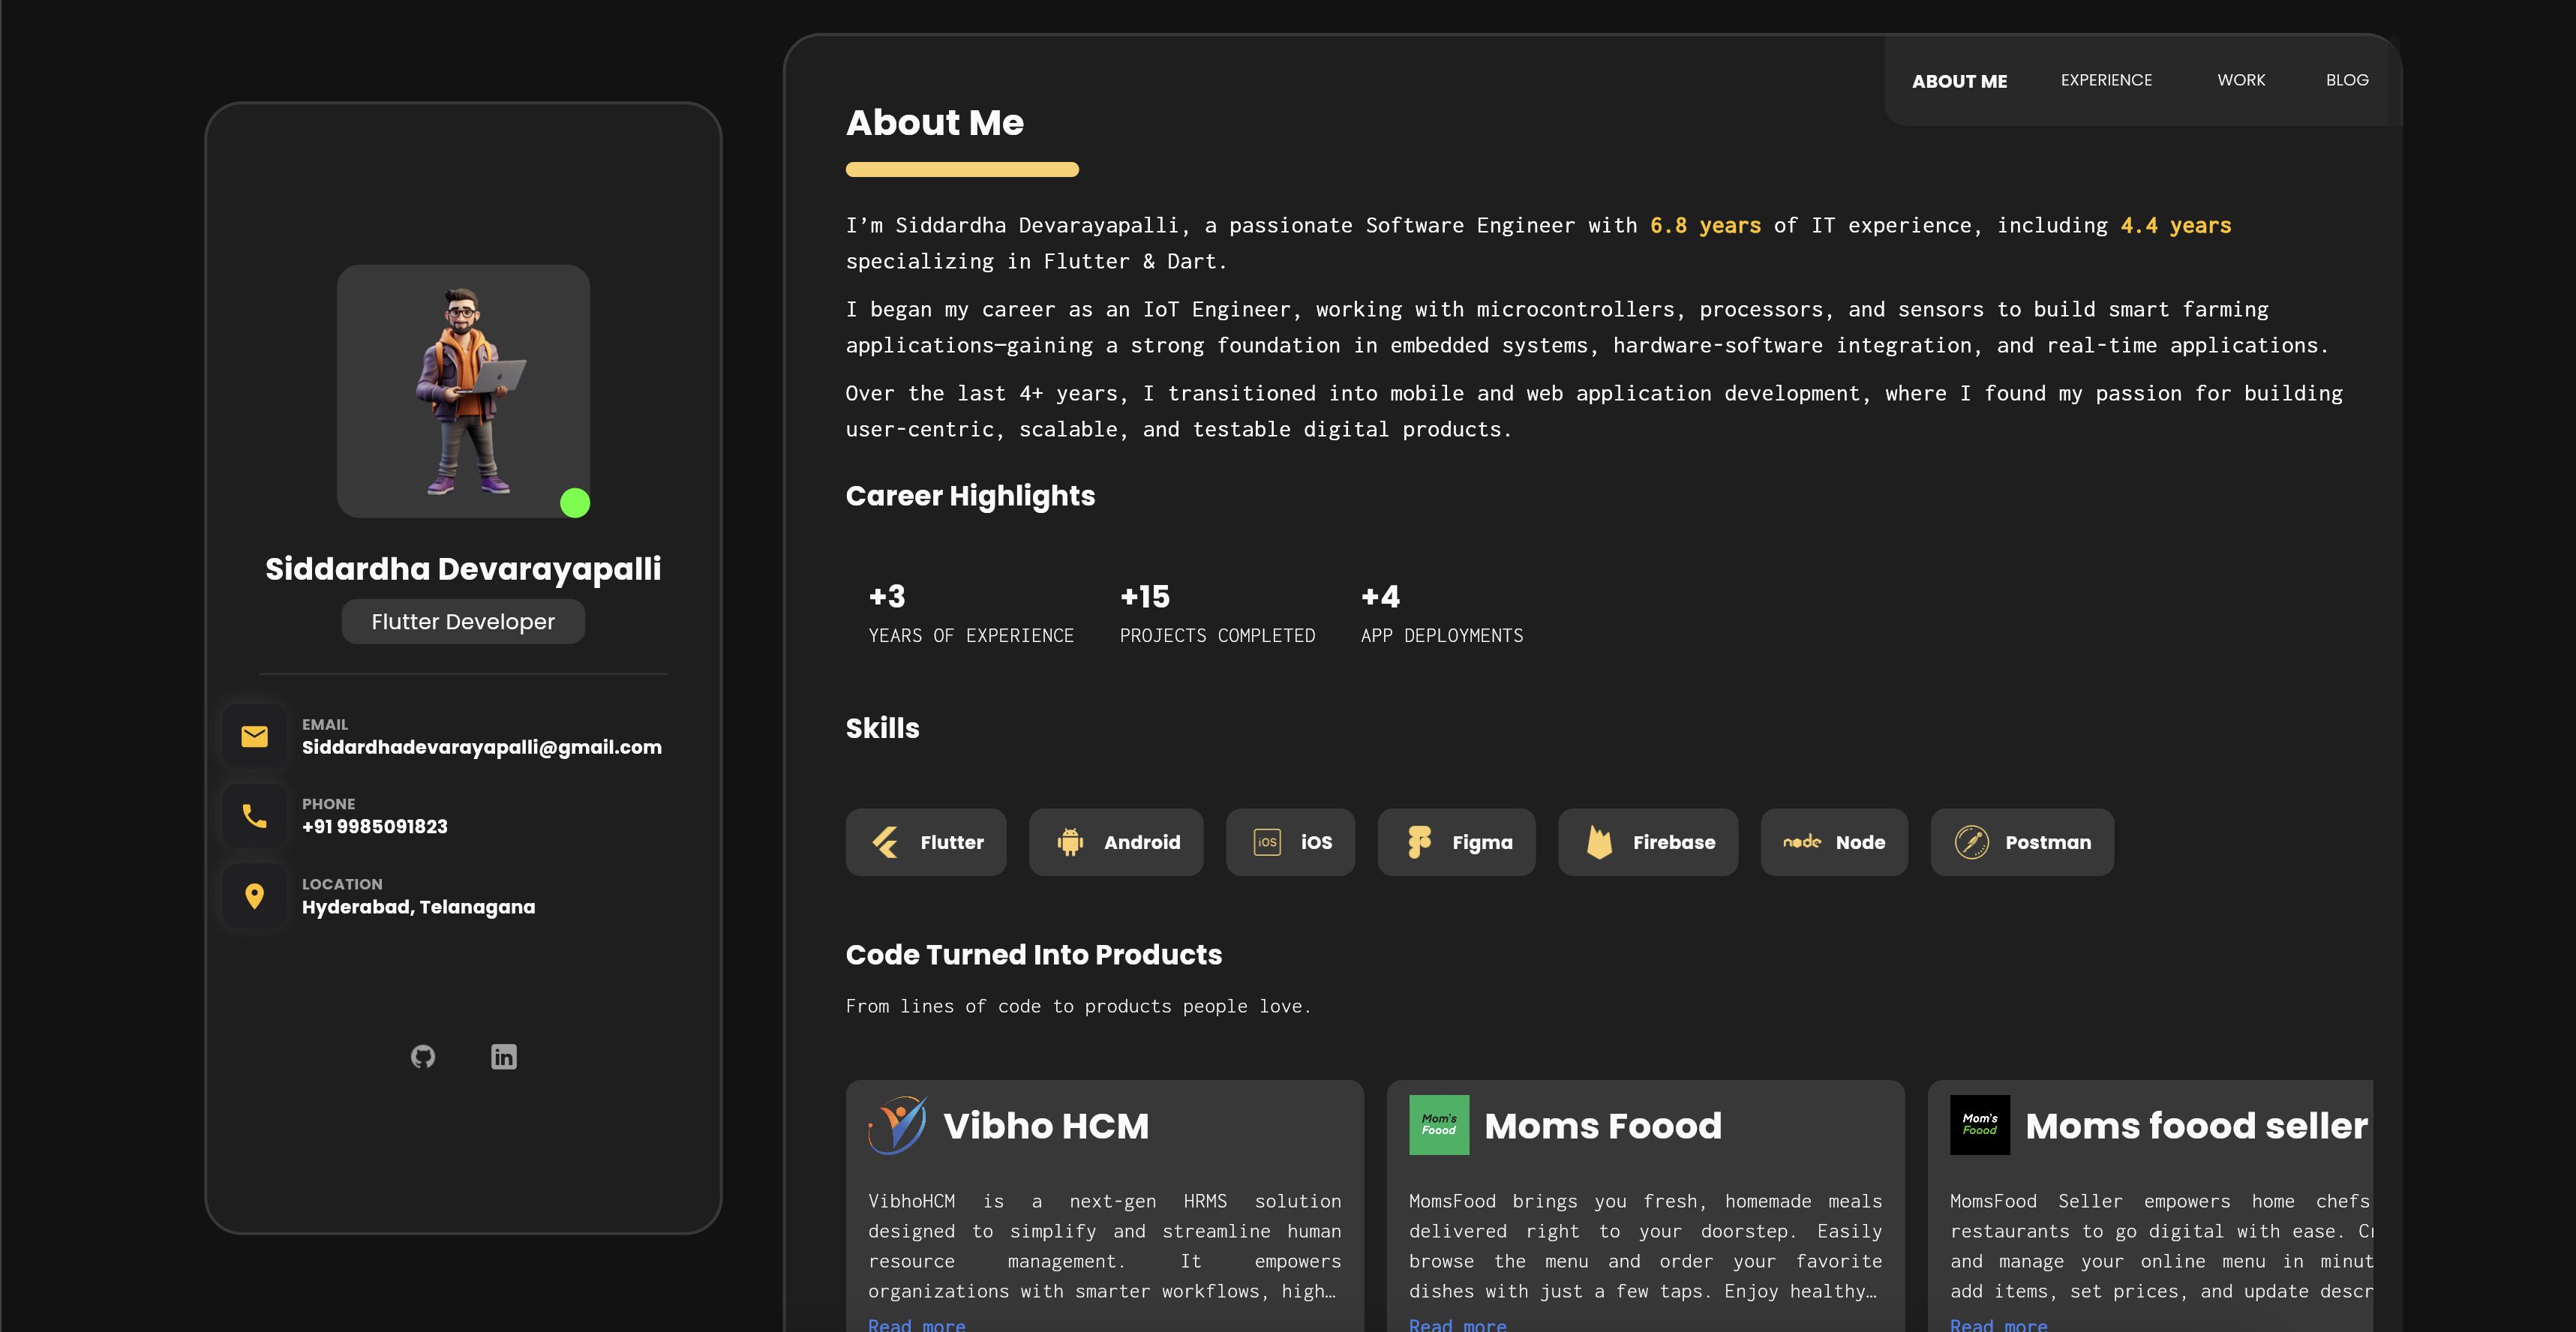 ABOUT ME EXPERIENCE WORK BLOG
Siddardha Devarayapalli
Flutter Developer
EMAIL
Siddardhadevarayapalli@gmail.com
PHONE
+91 9985091823
LOCATION
Hyderabad, Telanagana
in
About Me
I’m Siddardha Devarayapalli, a passionate Software Engineer with 6.8 years of IT experience, including 4.4 years
specializing in Flutter & Dart.
I began my career as an IoT Engineer, working with microcontrollers, processors, and sensors to build smart farming
applications—gaining a strong foundation in embedded systems, hardware-software integration, and real-time applications.
Over the last 4+ years, I transitioned into mobile and web application development, where I found my passion for building
user-centric, scalable, and testable digital products.
Career Highlights
+3
YEARS OF EXPERIENCE
+15
PROJECTS COMPLETED
+4
APP DEPLOYMENTS
Skills
Flutter
Android
iOS iOS
Figma
Firebase
node Node
Postman
Code Turned Into Products
From lines of code to products people love.
Vibho HCM
VibhoHCM is a next-gen HRMS solution
designed to simplify and streamline human
resource management. It empowers
organizations with smarter workflows, high…
Read more
Mom's
Foood
Moms Foood
MomsFood brings you fresh, homemade meals
delivered right to your doorstep. Easily
browse the menu and order your favorite
dishes with just a few taps. Enjoy healthy…
Read more
Mom's
Foood
Moms foood seller
MomsFood Seller empowers home chefs
restaurants to go digital with ease. Cr
and manage your online menu in minut
add items, set prices, and update descr
Read more